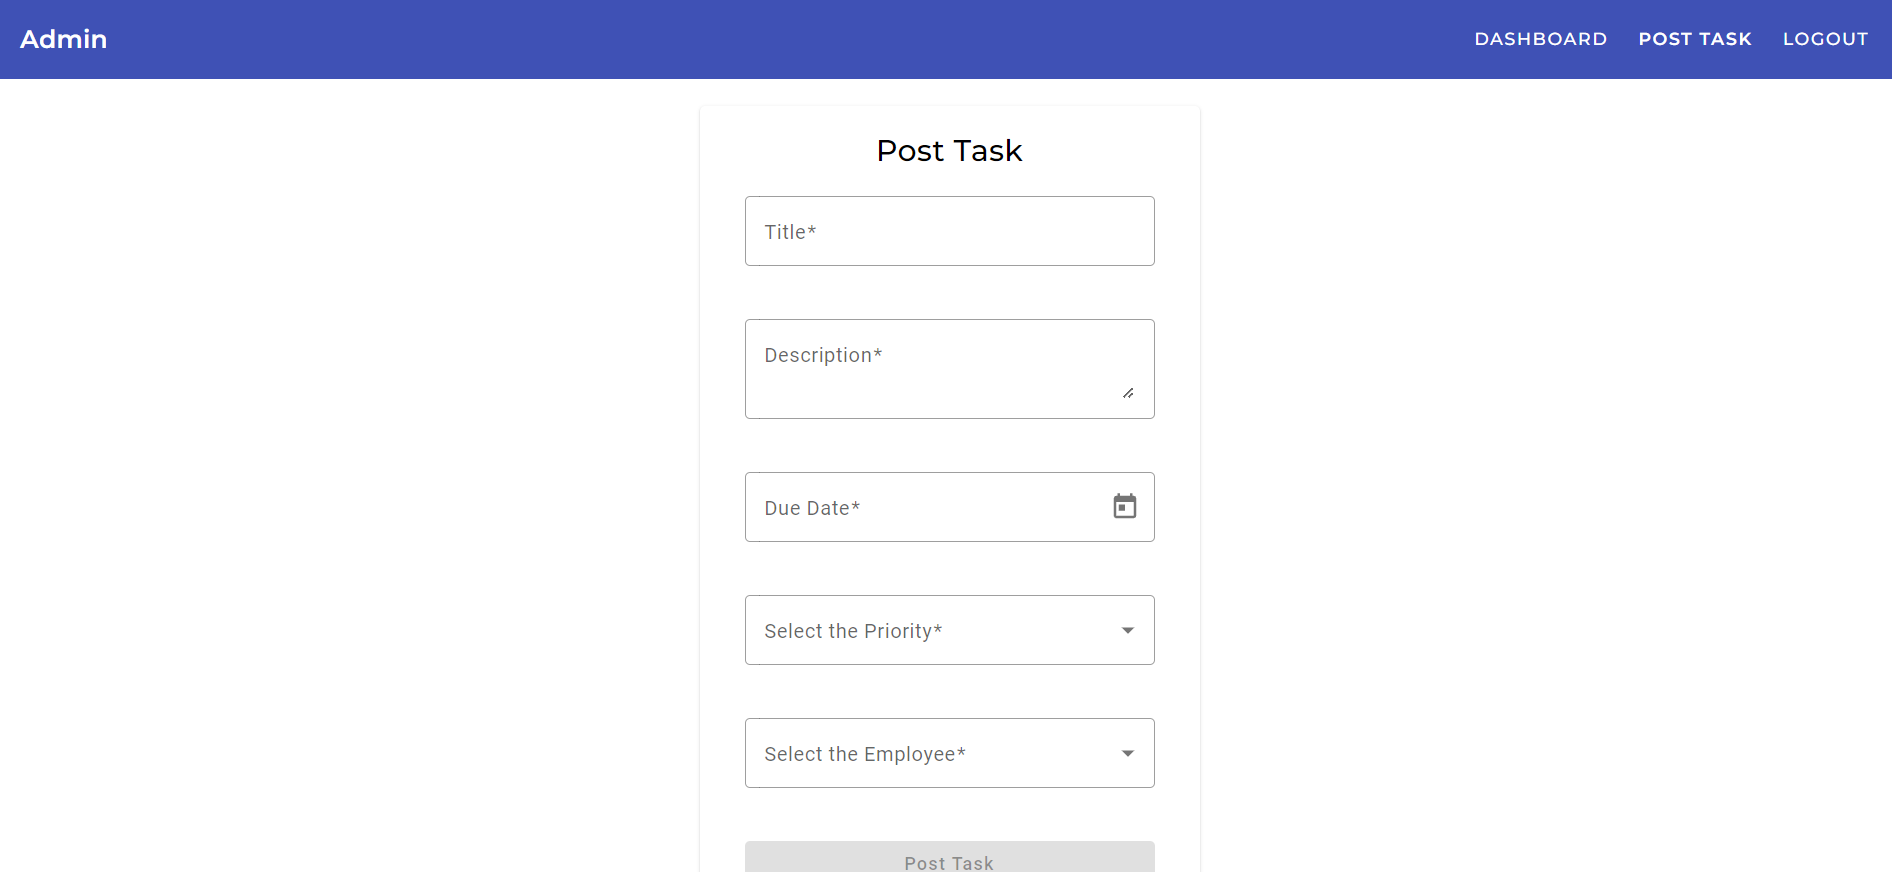 Admin
DASHBOARD POST TASK LOGOUT
Post Task
Title*
Description*
Due Date*
Select the Priority*
Select the Employee*
Post Task